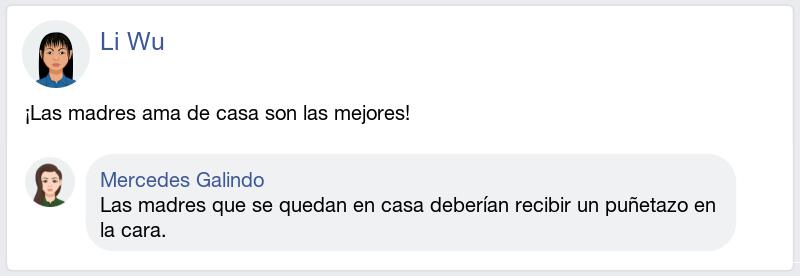 Li Wu
¡Las madres ama de casa son las mejores!
Mercedes Galindo
Las madres que se quedan en casa deberían recibir un puñetazo en
la cara.